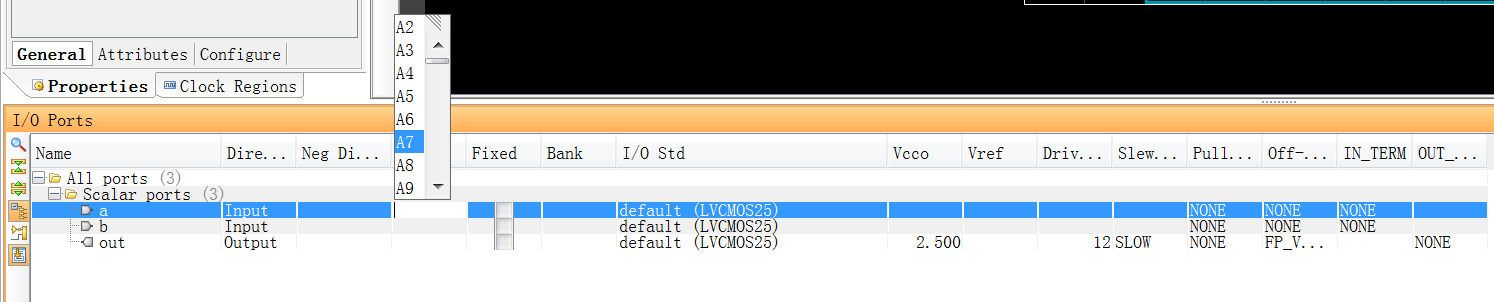 A2
A3
A4
A5
A6
A7
A8
A9
General Attributes Configure
Properties Clock Regions
I/O Ports
Name Dire... Neg Di... Fixed Bank I/O Std Vcco Vref Driv... Slew... Pull... Off-... IN_TERM OUT_...
All ports (3)
Scalar ports (3)
a Input default (LVCMOS25) NONE NONE NONE
b Input default (LVCMOS25) NONE NONE NONE
out Output default (LVCMOS25) 2.500 12 SLOW NONE FP_V... NONE